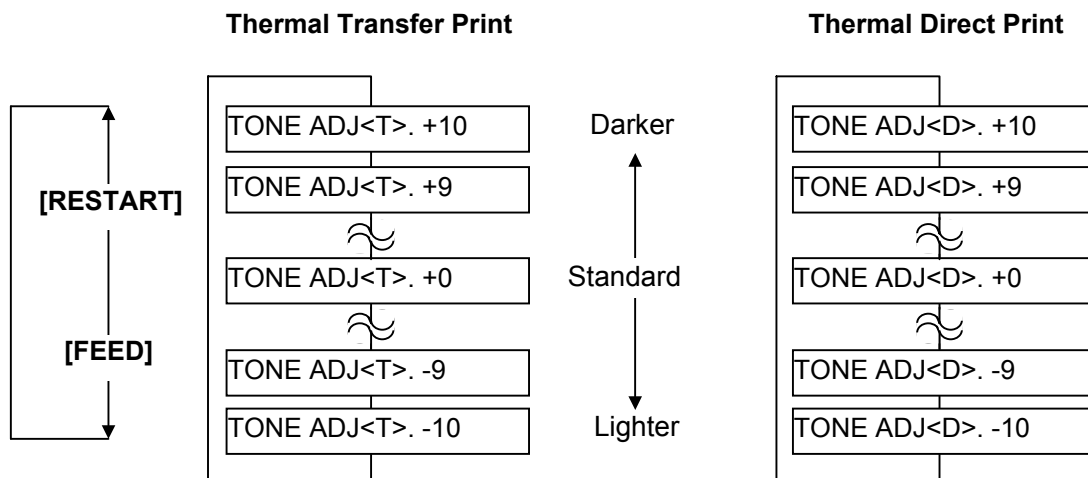 Thermal Transfer Print
Thermal Direct Print
[RESTART]
[FEED]
TONE ADJ<T>. +10
TONE ADJ<T>. +9
TONE ADJ<T>. +0
TONE ADJ<T>. -9
TONE ADJ<T>. -10
Darker
Standard
Lighter
TONE ADJ<D>. +10
TONE ADJ<D>. +9
TONE ADJ<D>. +0
TONE ADJ<D>. -9
TONE ADJ<D>. -10